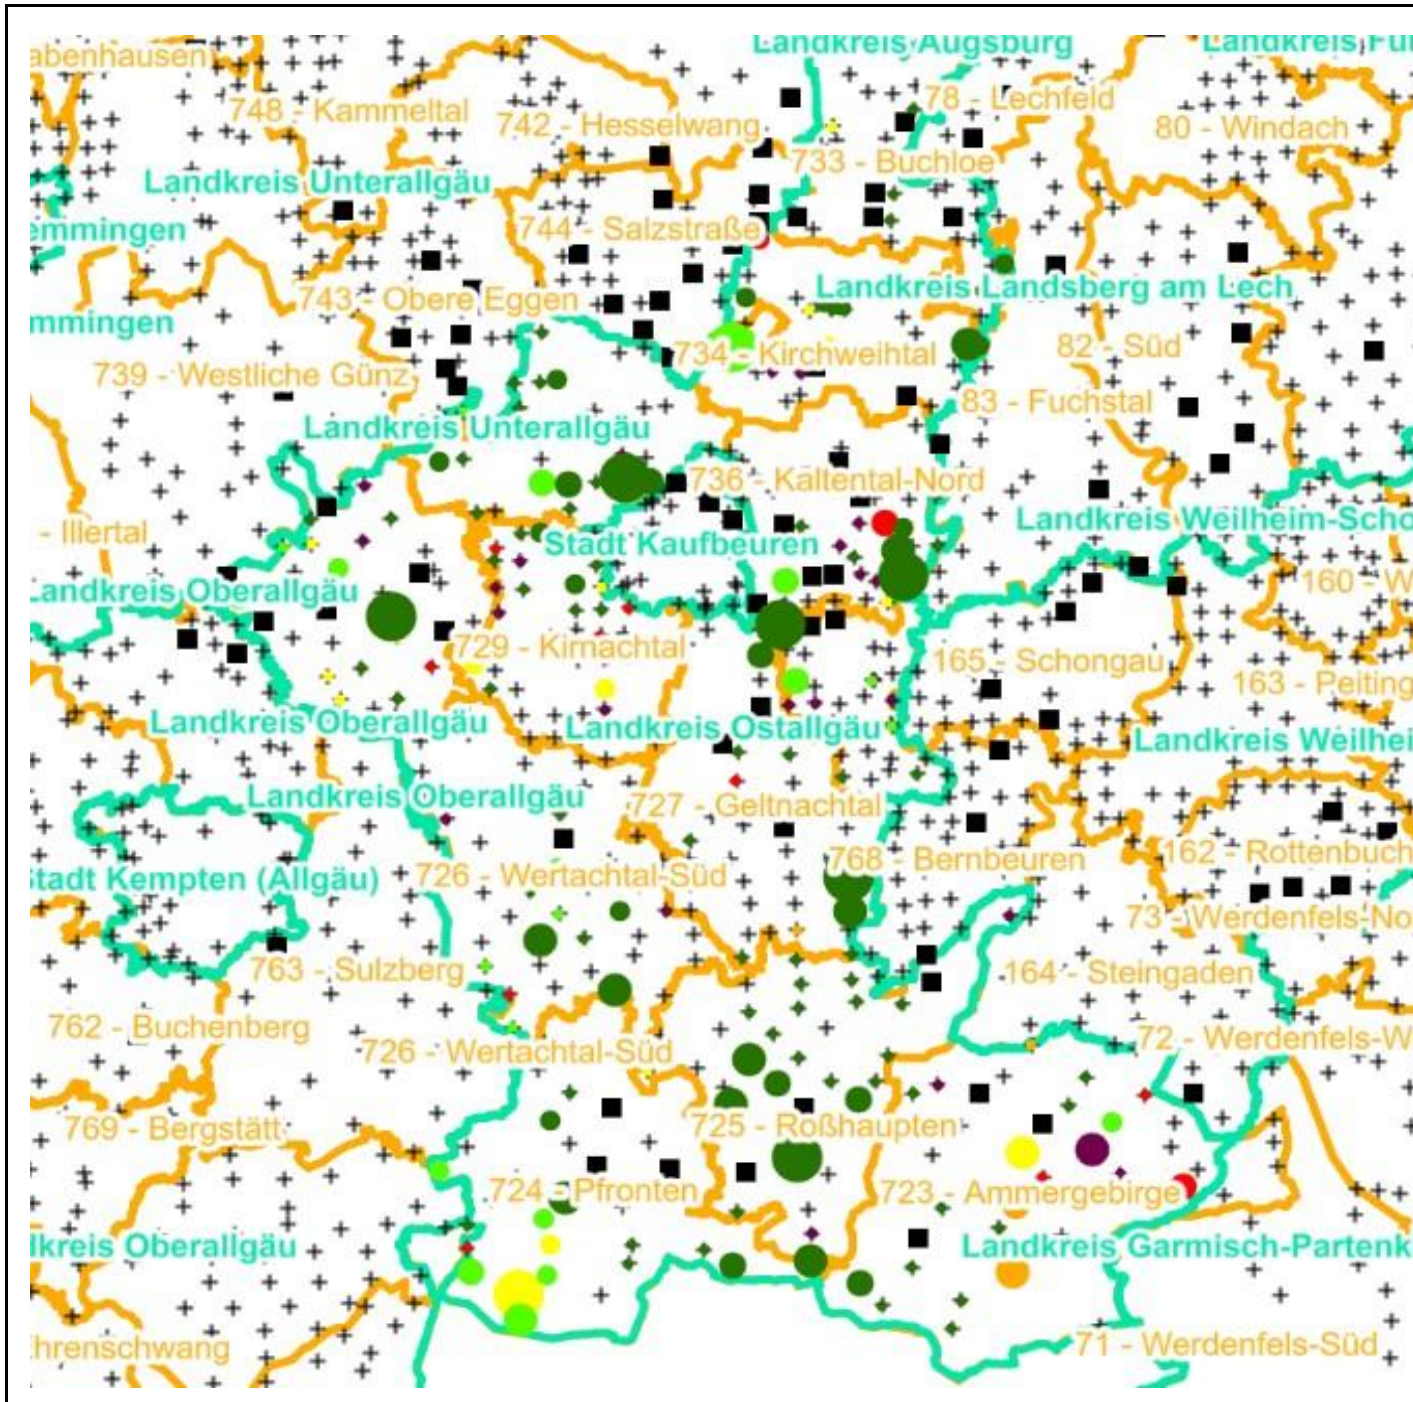 Landkreis Augsburg
Landkreis Für
abenhausen
748 - Kammeltal
78 - Lechfeld
742 - Hesselwang
80 - Windach
733 - Buchloe
Landkreis Unterallgäu
emmingen
744 - Salzstraße
Landkreis Landsberg am Lech
743 - Obere Eggen
mmingen
734 - Kirchweihtal
82 - Süd
739 - Westliche Günz
83 - Fuchstal
Landkreis Unterallgäu
736 - Kaltental-Nord
- Illertal
Landkreis Weilheim-Scho
Stadt Kaufbeuren
Landkreis Oberallgäu
160 - W
729 - Kirnachtal
165 - Schongau
163 - Peiting
Landkreis Oberallgäu
Landkreis Ostallgäu
Landkreis Weilhei
Landkreis Oberallgäu
727 - Geltnachtal
768 - Bernbeuren
162 - Rottenbuch
Stadt Kempten (Allgäu)
726 - Wertachtal-Süd
73 - Werdenfels-No
763 - Sulzberg
164 - Steingaden
762 - Buchenberg
72 - Werdenfels-W
726 - Wertachtal-Süd
769 - Bergstätt
725 - Roßhaupten
724 - Pfronten
723 - Ammergebirge
dkreis Oberallgäu
Landkreis Garmisch-Partenk
Ehrenschwang
71 - Werdenfels-Süd